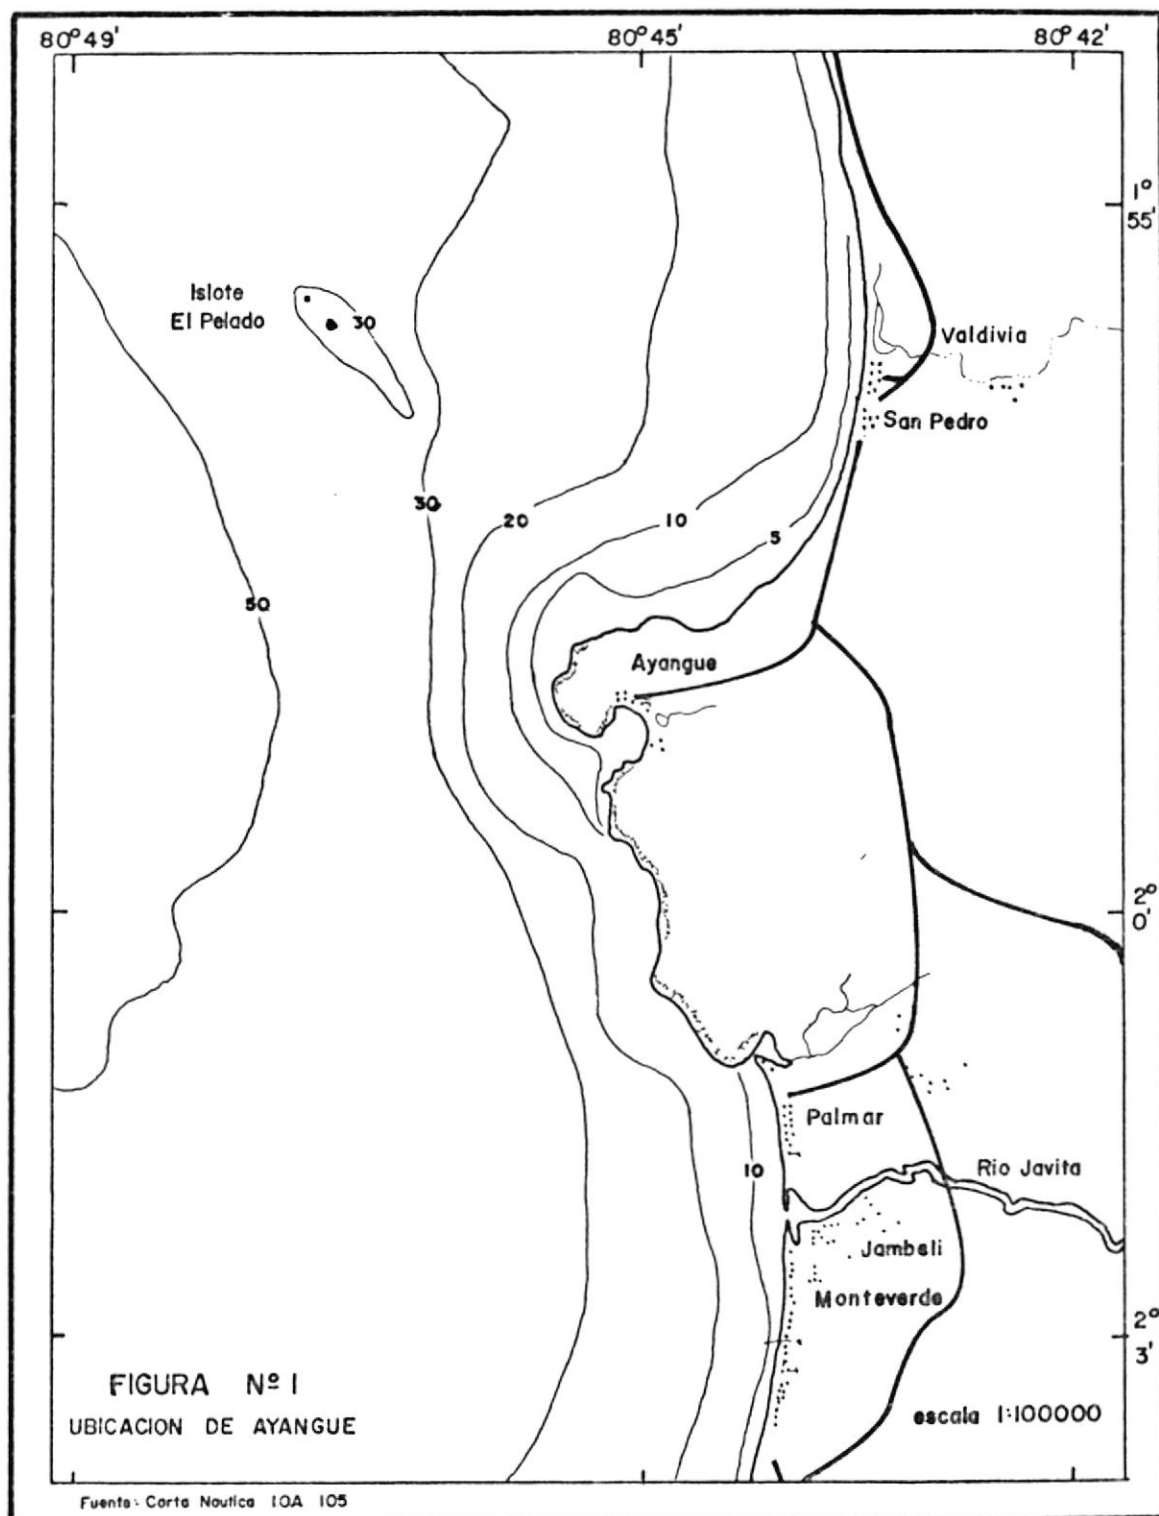 80° 49'
80° 45'
80° 42'
1°
55'
Islote
El Pelado
30
Valdivia
San Pedro
30
20
10
5
50
Ayangue
2°
0'
Palmar
10
Rio Javita
Jambeli
Monteverde
2°
3'
FIGURA Nº 1
UBICACION DE AYANGUE
escala 1:100000
Fuente: Carta Nautica I0A 105